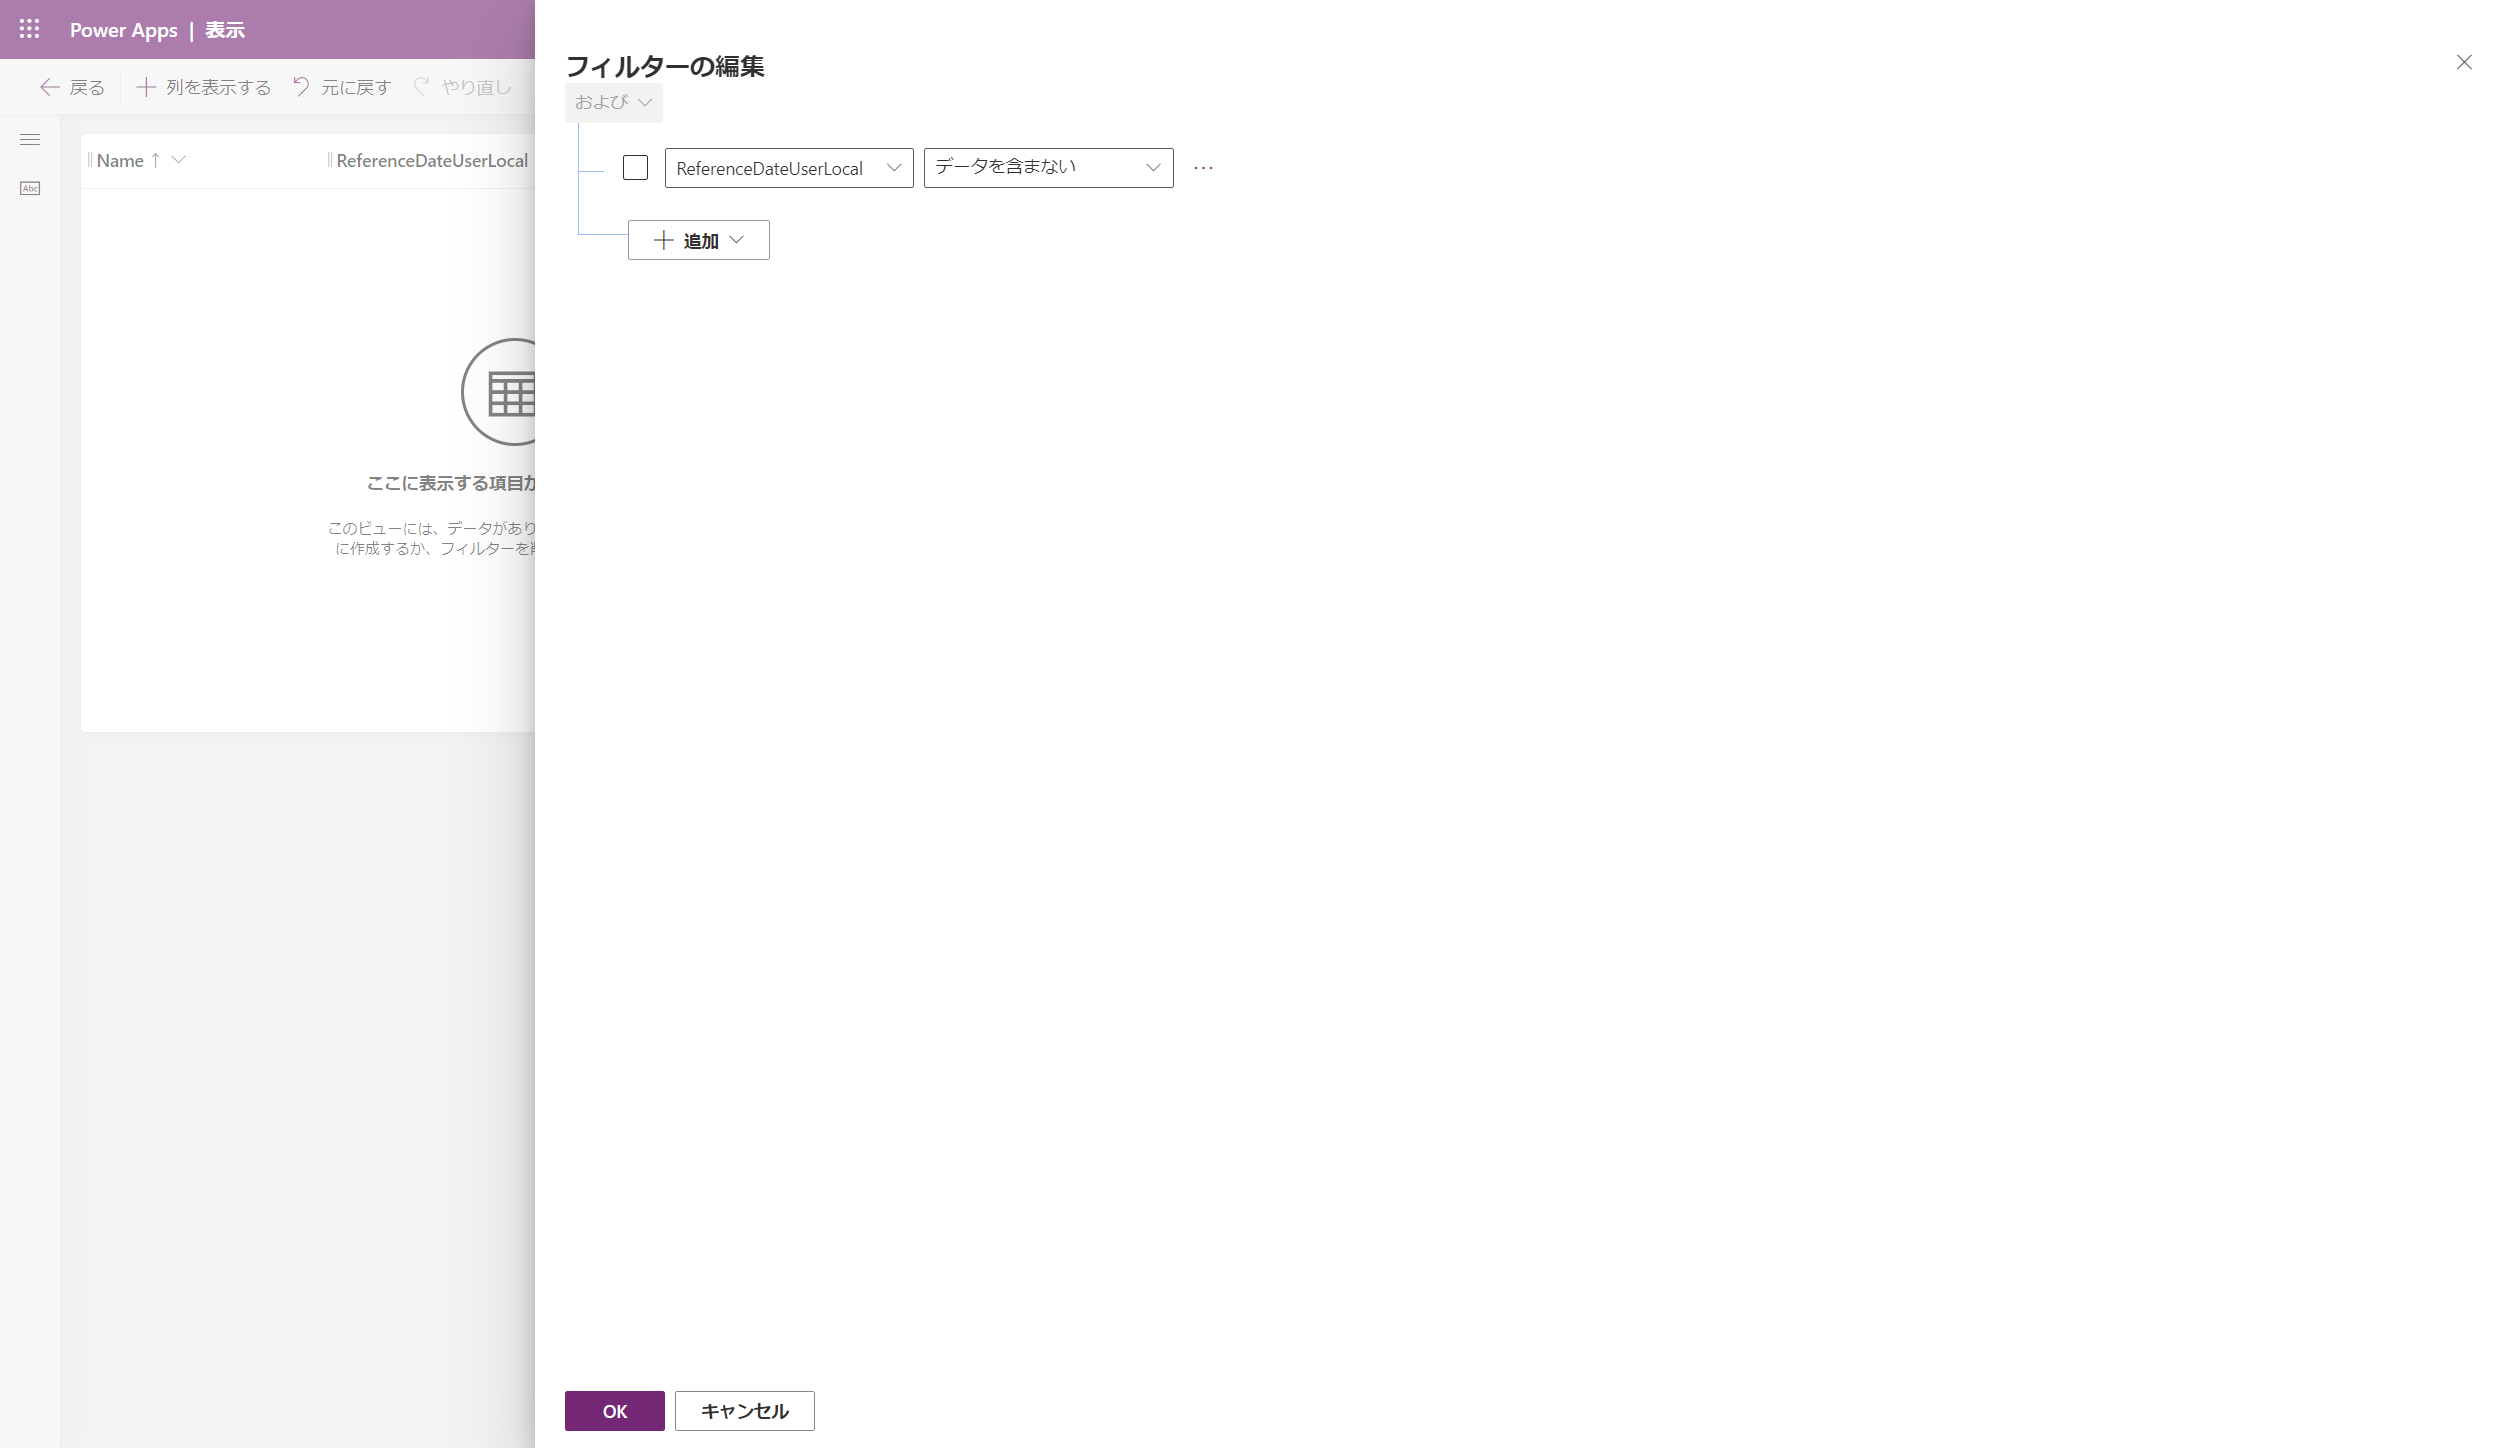 Power Apps | 表示
戻る 列を表示する 元に戻す やり直し
Abc
Name ↑
ReferenceDateUserLocal
ここに表示する項目が
このビューには、データがあり
に作成するか、フィルターを
フィルターの編集
および
ReferenceDateUserLocal データを含まない …
追加
OK キャンセル